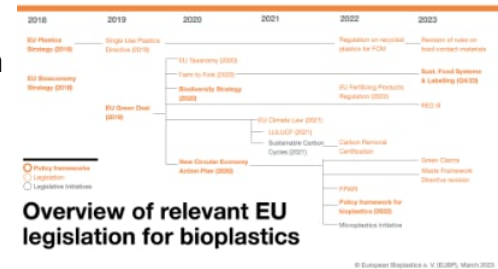 2018 2019 2020 2021 2022 2023
EU Plastics
Strategy (2018)
Single Use Plastics
Directive (2019)
Regulation on recycled
plastics for FCM
Revision of rules on
food-contact materials
EU Taxonomy (2020)
EU Bioeconomy
Strategy (2018)
Farm to Fork (2020)
Sust. Food Systems
& Labelling (Q4/23)
Biodiversity Strategy
(2020)
EU Fertilising Products
Regulation (2022)
EU Green Deal
(2019)
RED III
EU Climate Law (2021)
LULUCF (2021)
Sustainable Carbon
Cycles (2021)
Carbon Removal
Certification
New Circular Economy
Action Plan (2020)
Green Claims
Waste Framework
Directive revision
PPWR
Policy framework for
bioplastics (2022)
Microplastics Initiative
Policy frameworks
Legislation
Legislative Initiatives
Overview of relevant EU
legislation for bioplastics
© European Bioplastics e. V. (EUBP), March 2023